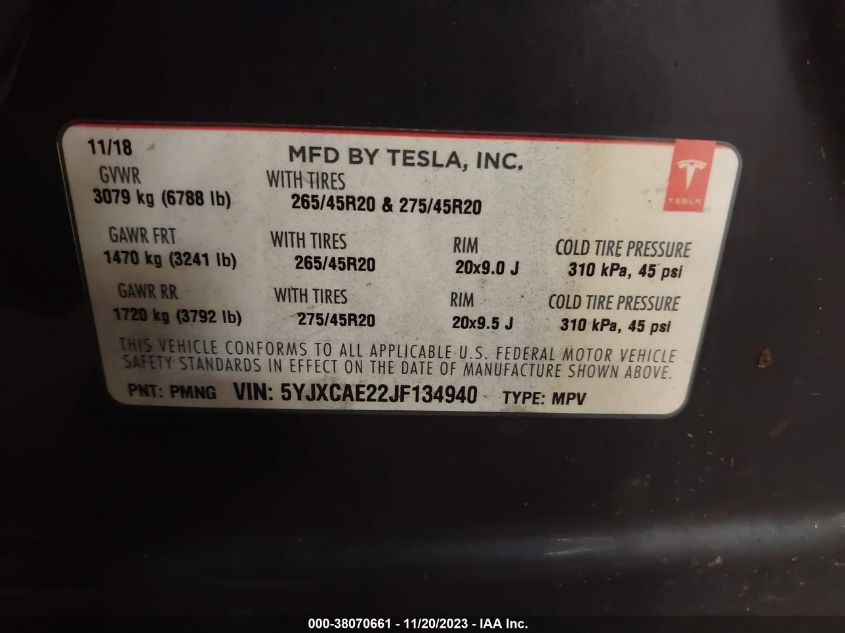 11/18 MFD BY TESLA, INC.
GVWR WITH TIRES
3079 kg (6788 lb) 265/45R20 & 275/45R20
TESLA
GAWR FRT WITH TIRES RIM COLD TIRE PRESSURE
1470 kg (3241 lb) 265/45R20 20x9.0 J 310 kPa, 45 psi
GAWR RR WITH TIRES RIM COLD TIRE PRESSURE
1720 kg (3792 lb) 275/45R20 20x9.5 J 310 kPa, 45 psi
THIS VEHICLE CONFORMS TO ALL APPLICABLE U.S. FEDERAL MOTOR VEHICLE
SAFETY STANDARDS IN EFFECT ON THE DATE OF MANUFACTURE SHOWN ABOVE.
PNT: PMNG VIN: 5YJXCAE22JF134940 TYPE: MPV
000-38070661 - 11/20/2023 - IAA Inc.